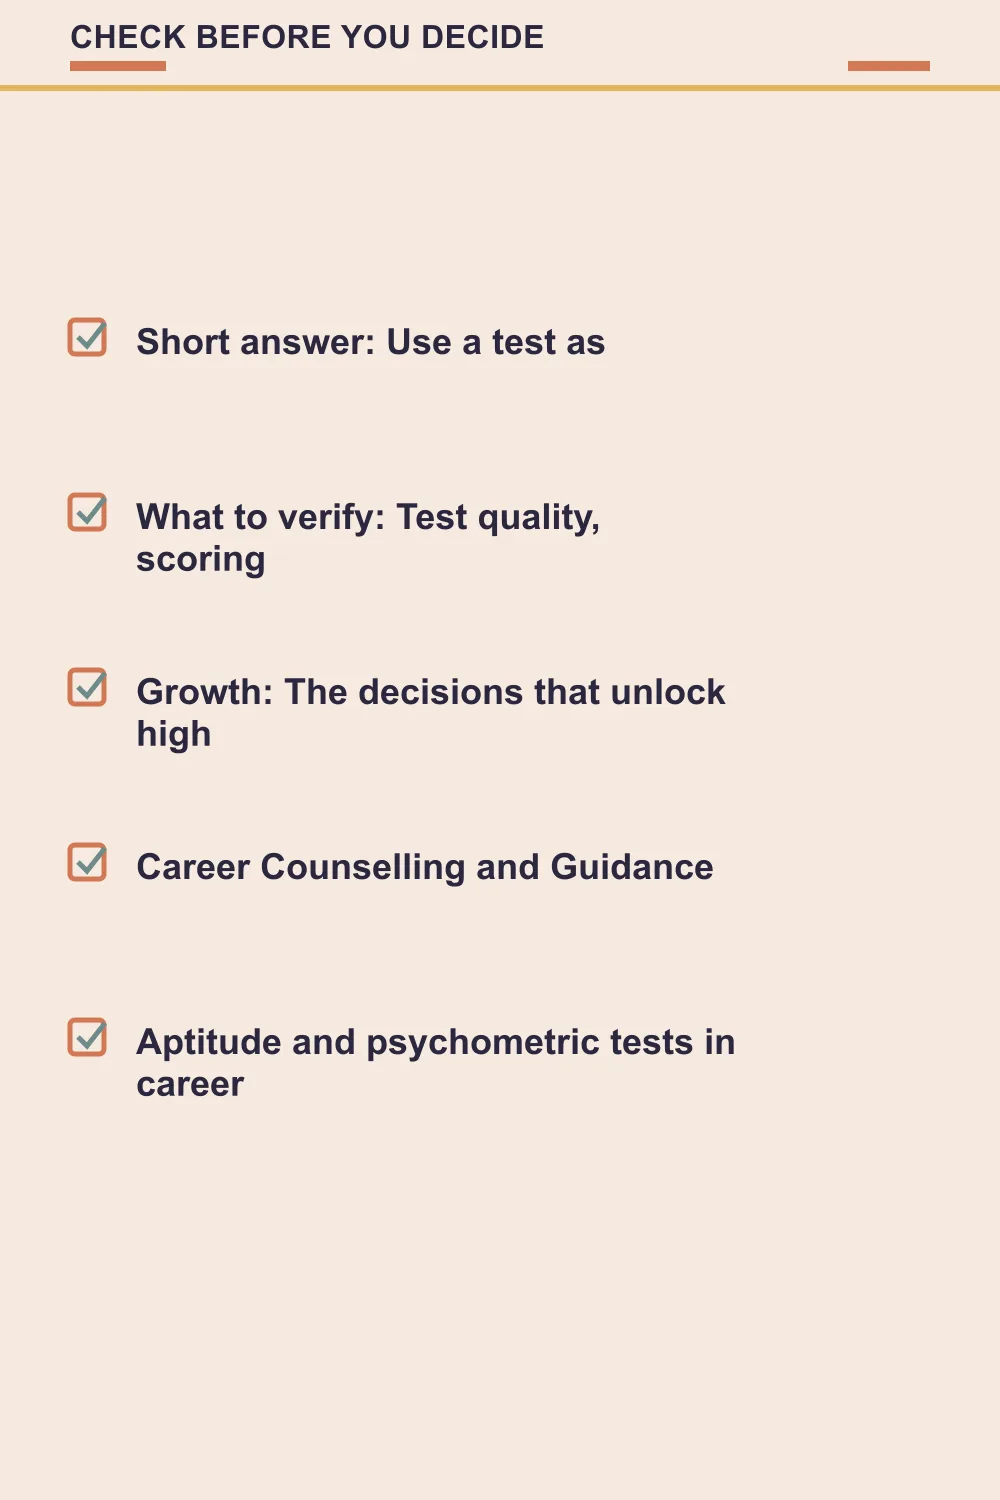 CHECK BEFORE YOU DECIDE
Short answer: Use a test as
What to verify: Test quality,
scoring
Growth: The decisions that unlock
high
Career Counselling and Guidance
Aptitude and psychometric tests in
career